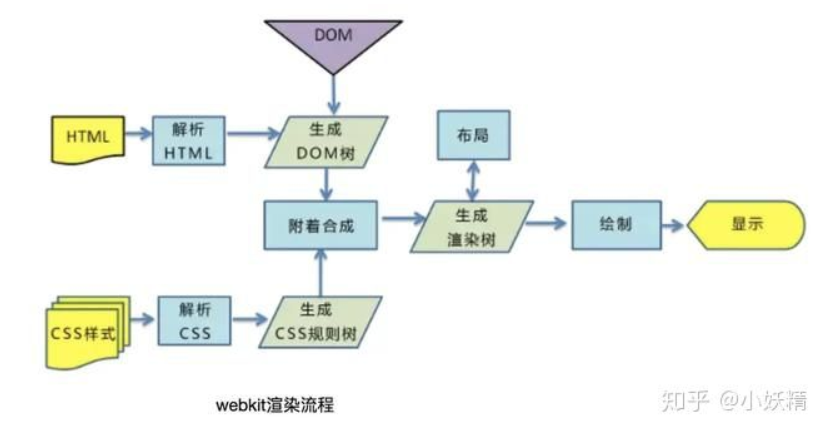 DOM
HTML
解析
HTML
生成
DOM树
布局
附着合成
生成
渲染树
绘制
显示
CSS样式
解析
CSS
生成
CSS规则树
webkit渲染流程
知乎 @小妖精